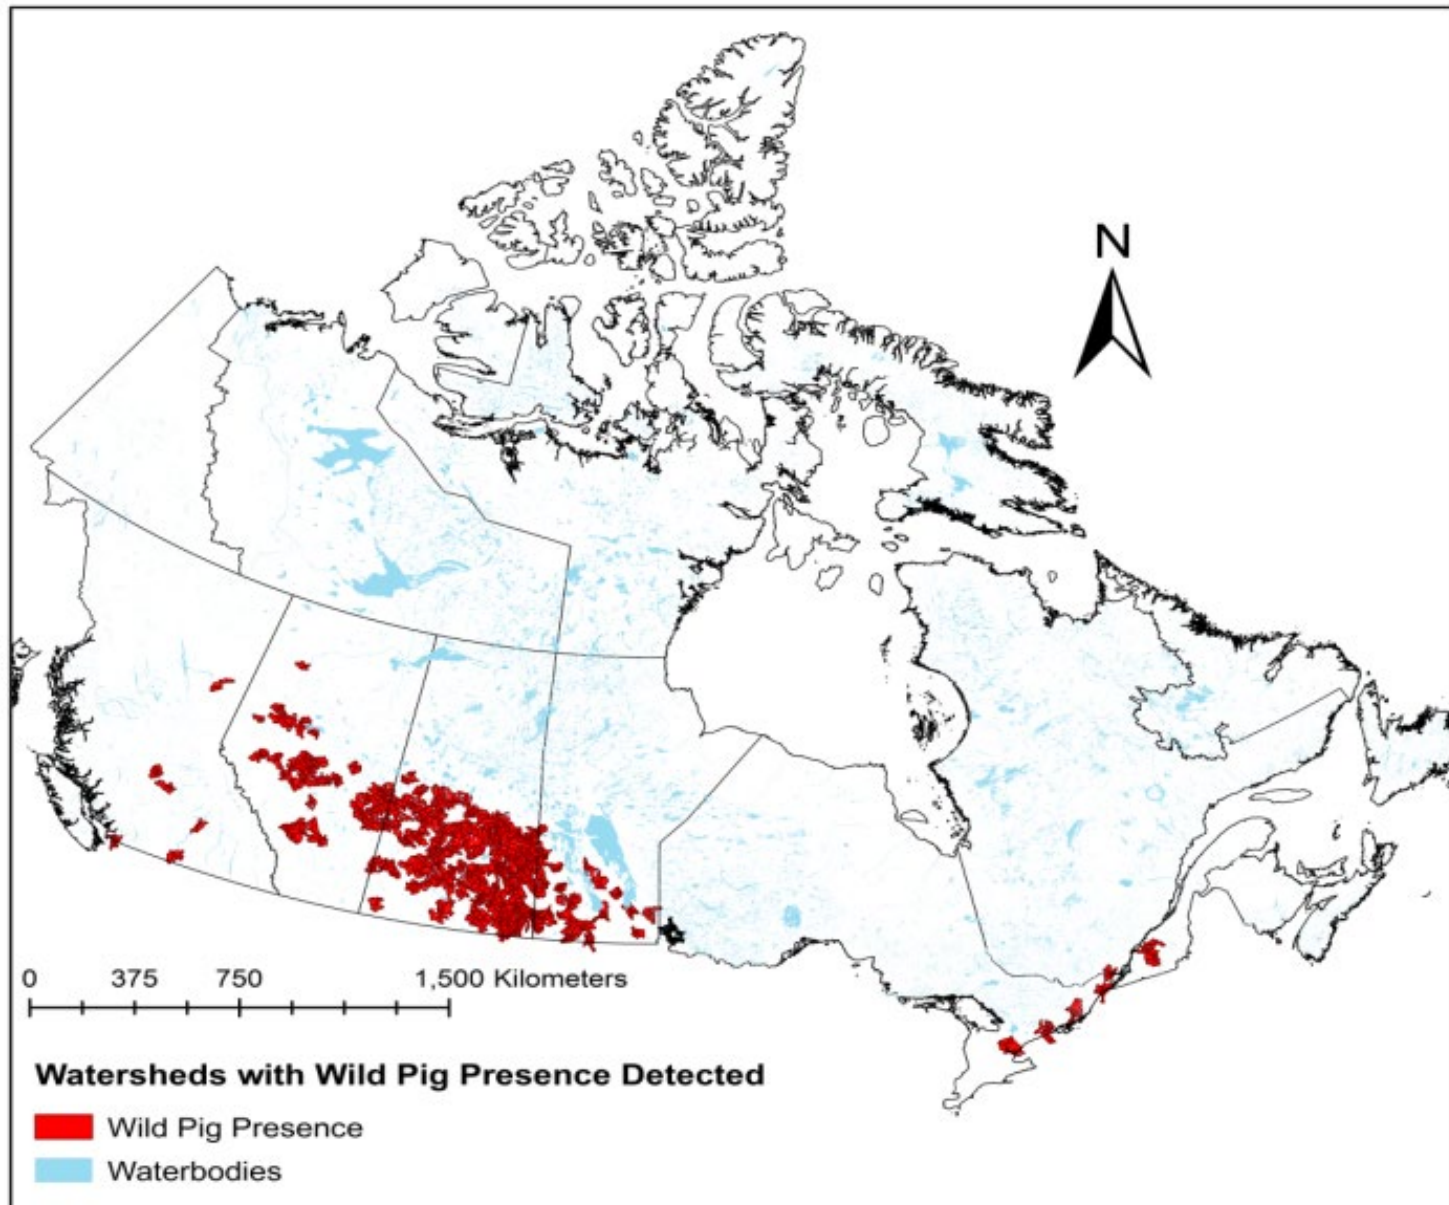 N
0 375 750 1,500 Kilometers
Watersheds with Wild Pig Presence Detected
Wild Pig Presence
Waterbodies